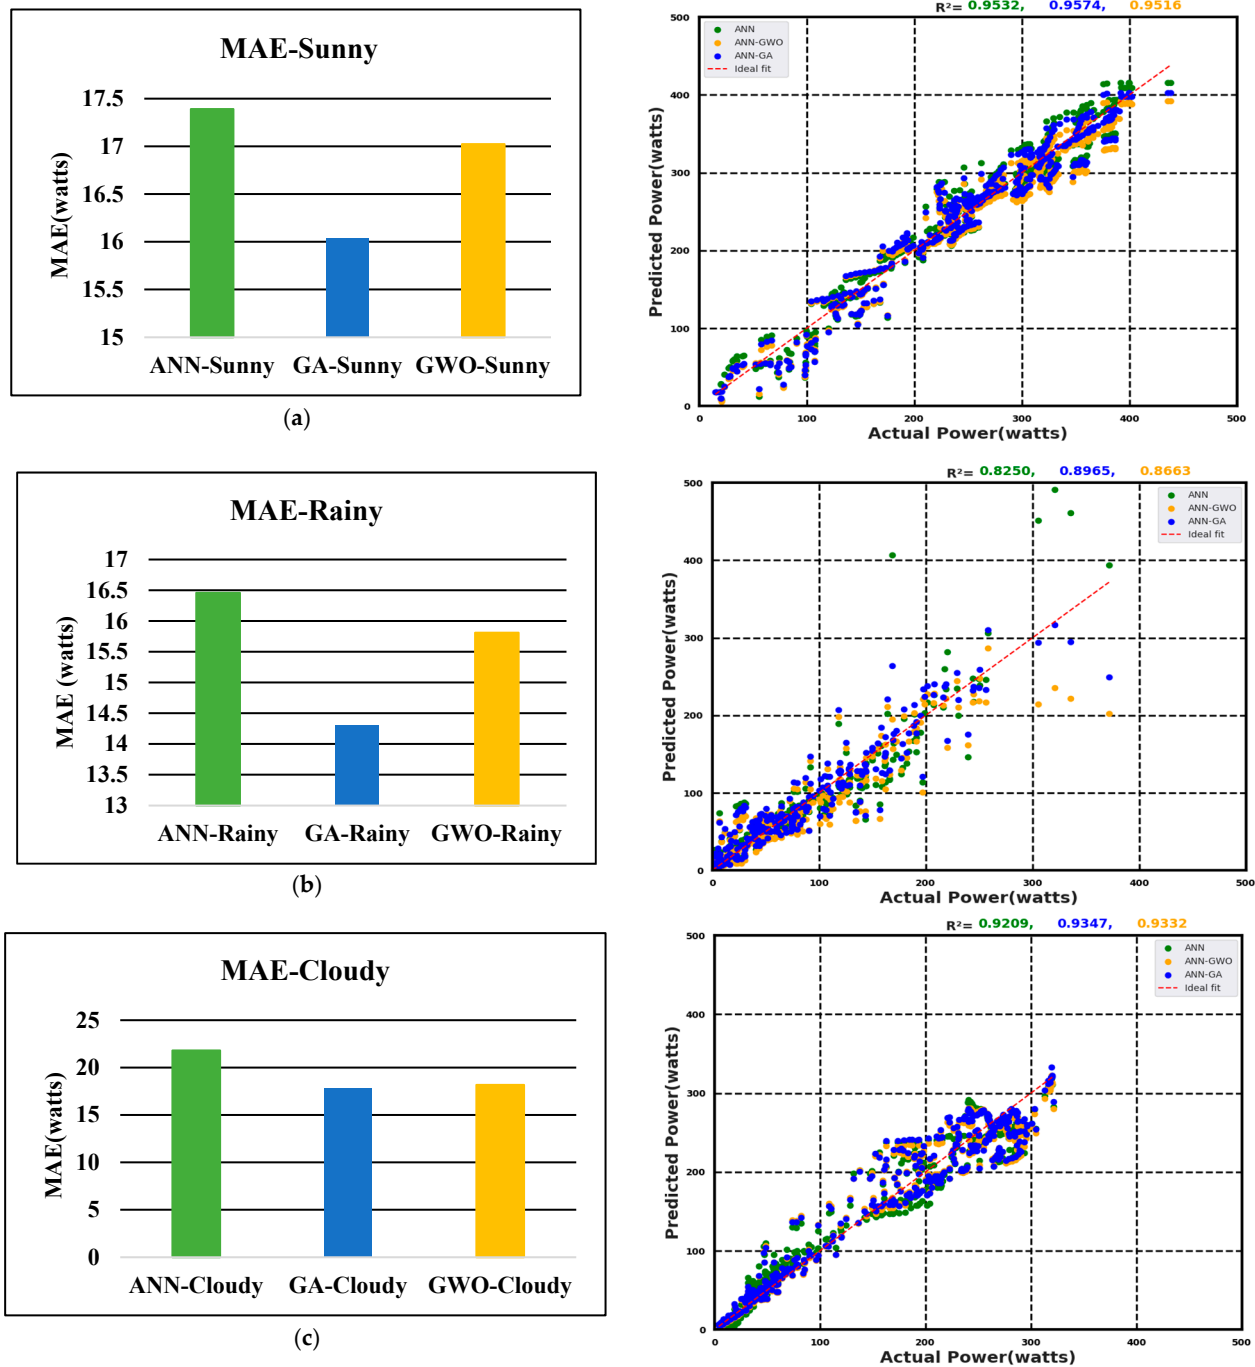 MAE-Sunny
17.5
17
16.5
16
15.5
15
MAE(watts)
ANN-Sunny GA-Sunny GWO-Sunny
(a)
R²= 0.9532, 0.9574, 0.9516
ANN
ANN-GWO
ANN-GA
Ideal fit
500
400
300
200
100
0
Predicted Power(watts)
0 100 200 300 400 500
Actual Power(watts)
MAE-Rainy
17
16.5
16
15.5
15
14.5
14
13.5
13
MAE (watts)
ANN-Rainy GA-Rainy GWO-Rainy
(b)
R²= 0.8250, 0.8965, 0.8663
ANN
ANN-GWO
ANN-GA
Ideal fit
500
400
300
200
100
0
Predicted Power(watts)
0 100 200 300 400 500
Actual Power(watts)
MAE-Cloudy
25
20
15
10
5
0
MAE(watts)
ANN-Cloudy GA-Cloudy GWO-Cloudy
(c)
R²= 0.9209, 0.9347, 0.9332
ANN
ANN-GWO
ANN-GA
Ideal fit
500
400
300
200
100
0
Predicted Power(watts)
0 100 200 300 400 500
Actual Power(watts)